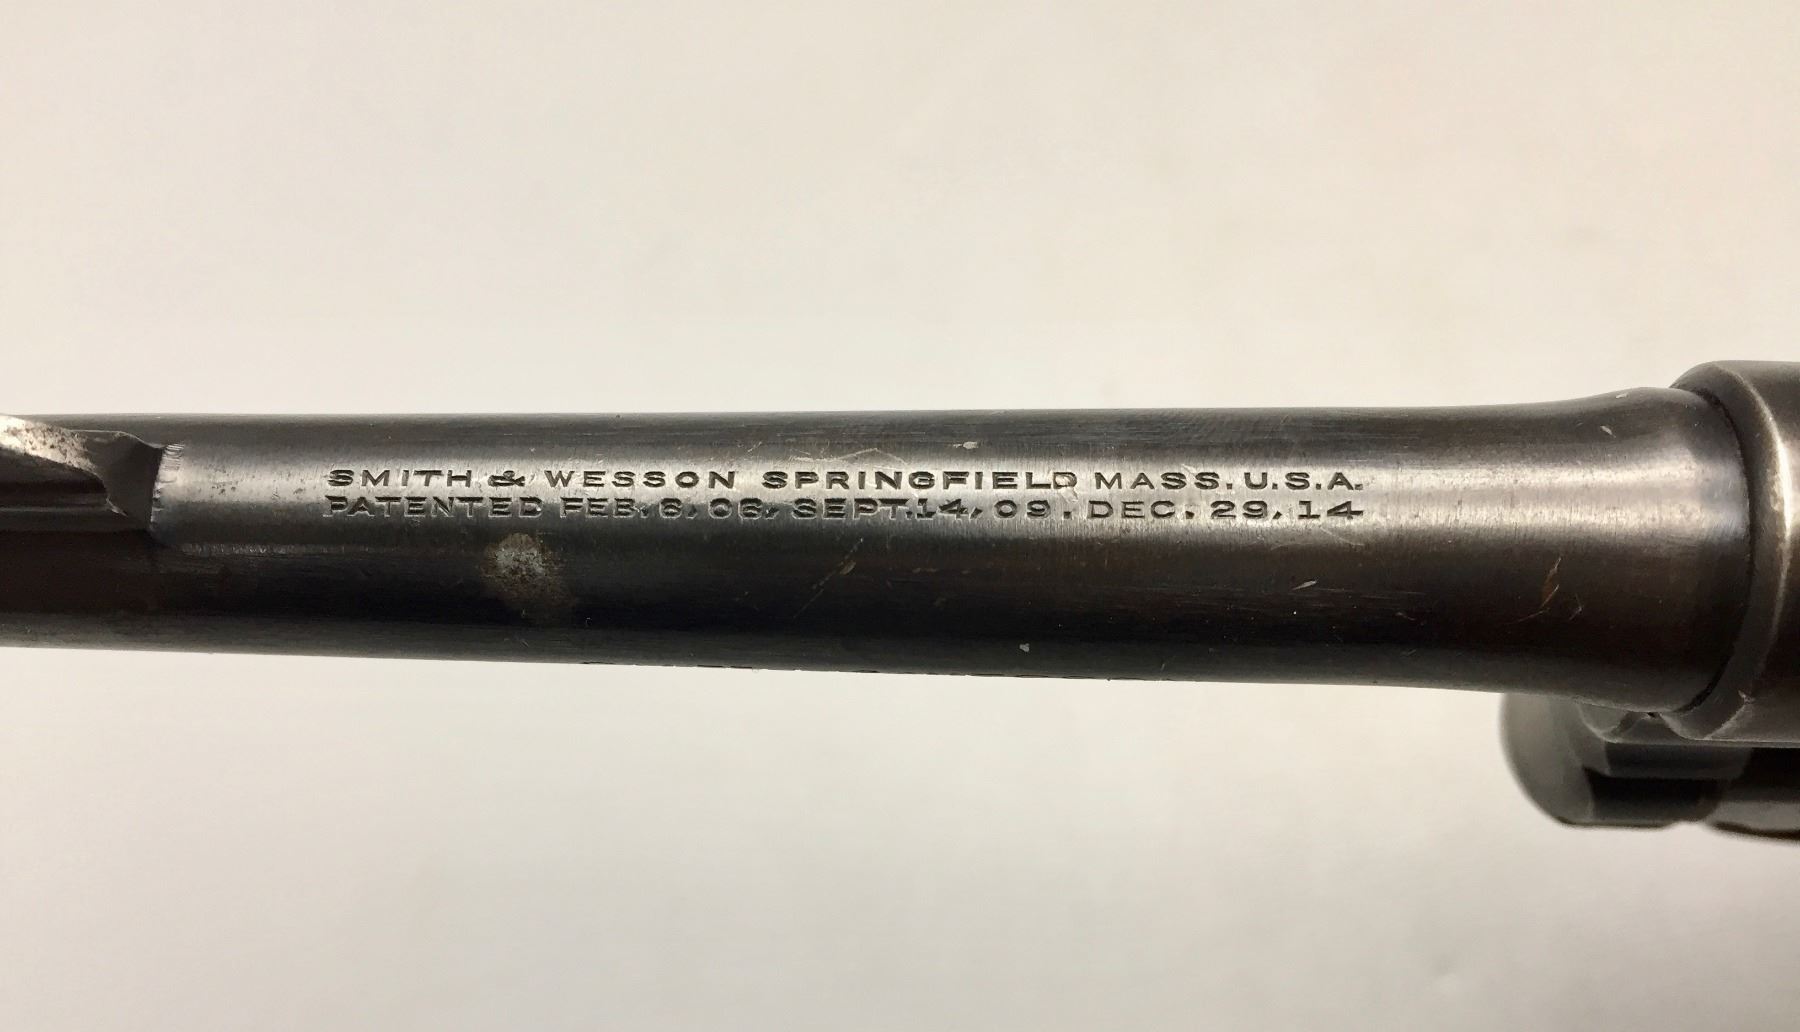 SMITH & WESSON SPRINGFIELD MASS. U.S.A.
PATENTED FEB. 6, 06, SEPT. 14, 09. DEC. 29, 14